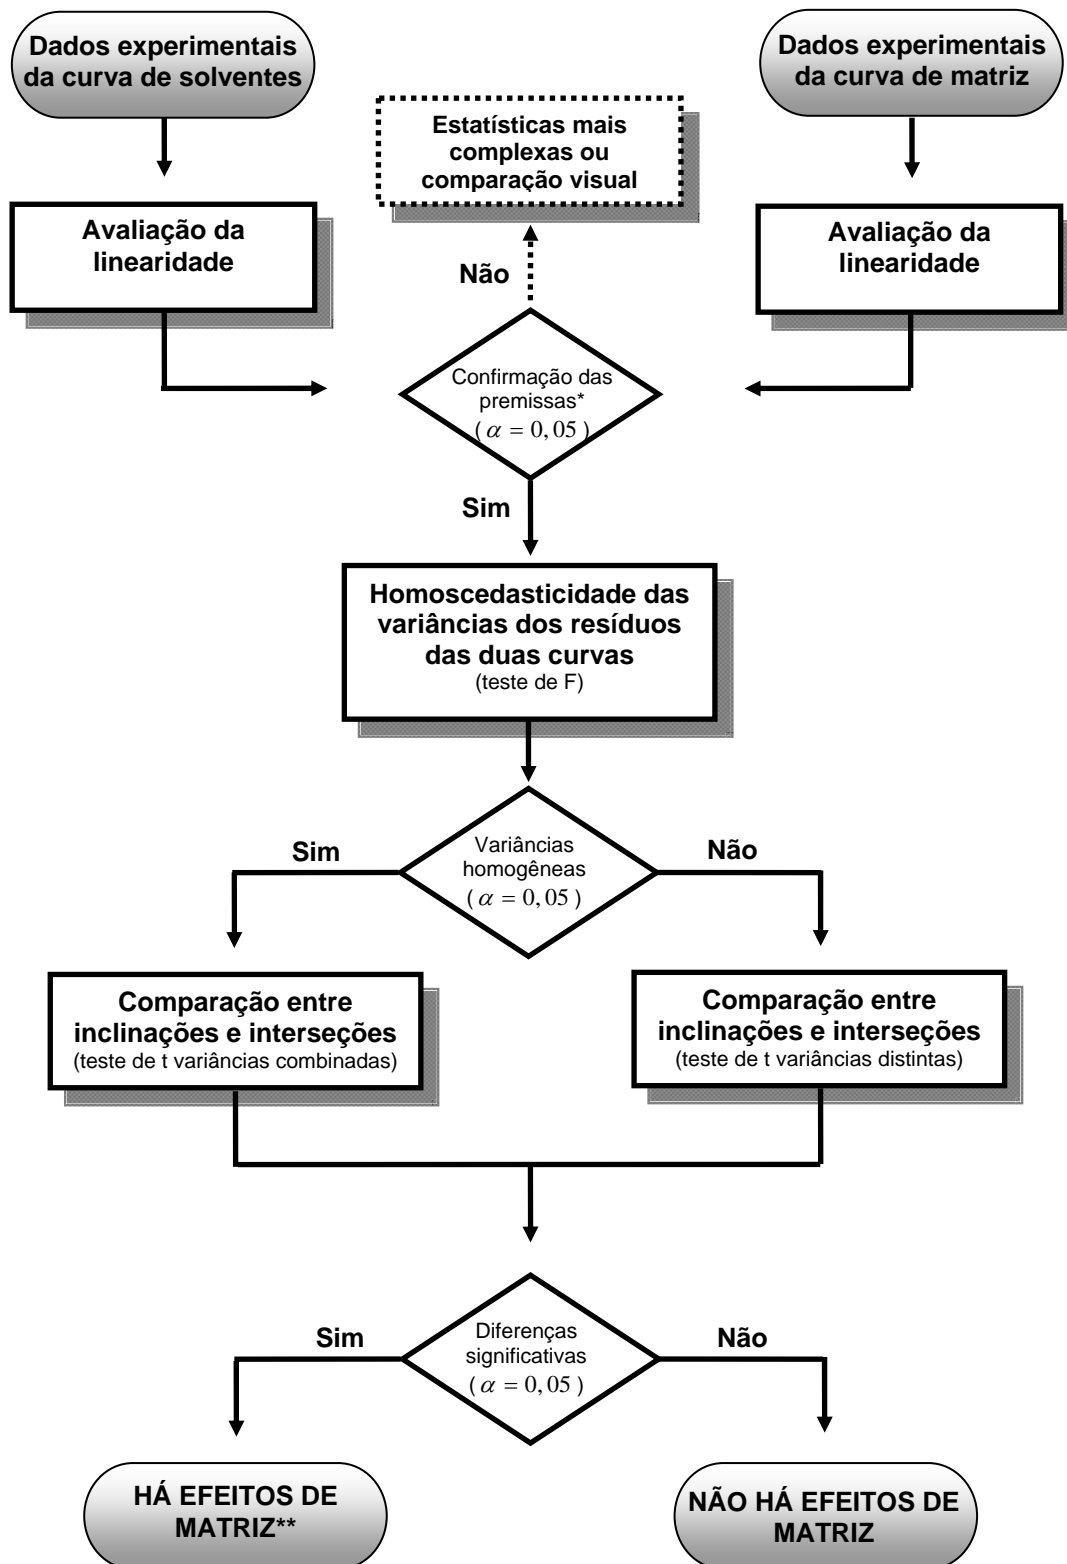 Dados experimentais
da curva de solventes
Dados experimentais
da curva de matriz
Estatísticas mais
complexas ou
comparação visual
Avaliação da
linearidade
Avaliação da
linearidade
Não
Confirmação das
premissas*
( α = 0, 05 )
Sim
Homoscedasticidade das
variâncias dos resíduos
das duas curvas
(teste de F)
Sim
Variâncias
homogêneas
( α = 0, 05 )
Não
Comparação entre
inclinações e interseções
(teste de t variâncias combinadas)
Comparação entre
inclinações e interseções
(teste de t variâncias distintas)
Sim
Diferenças
significativas
( α = 0, 05 )
Não
HÁ EFEITOS DE
MATRIZ**
NÃO HÁ EFEITOS DE
MATRIZ